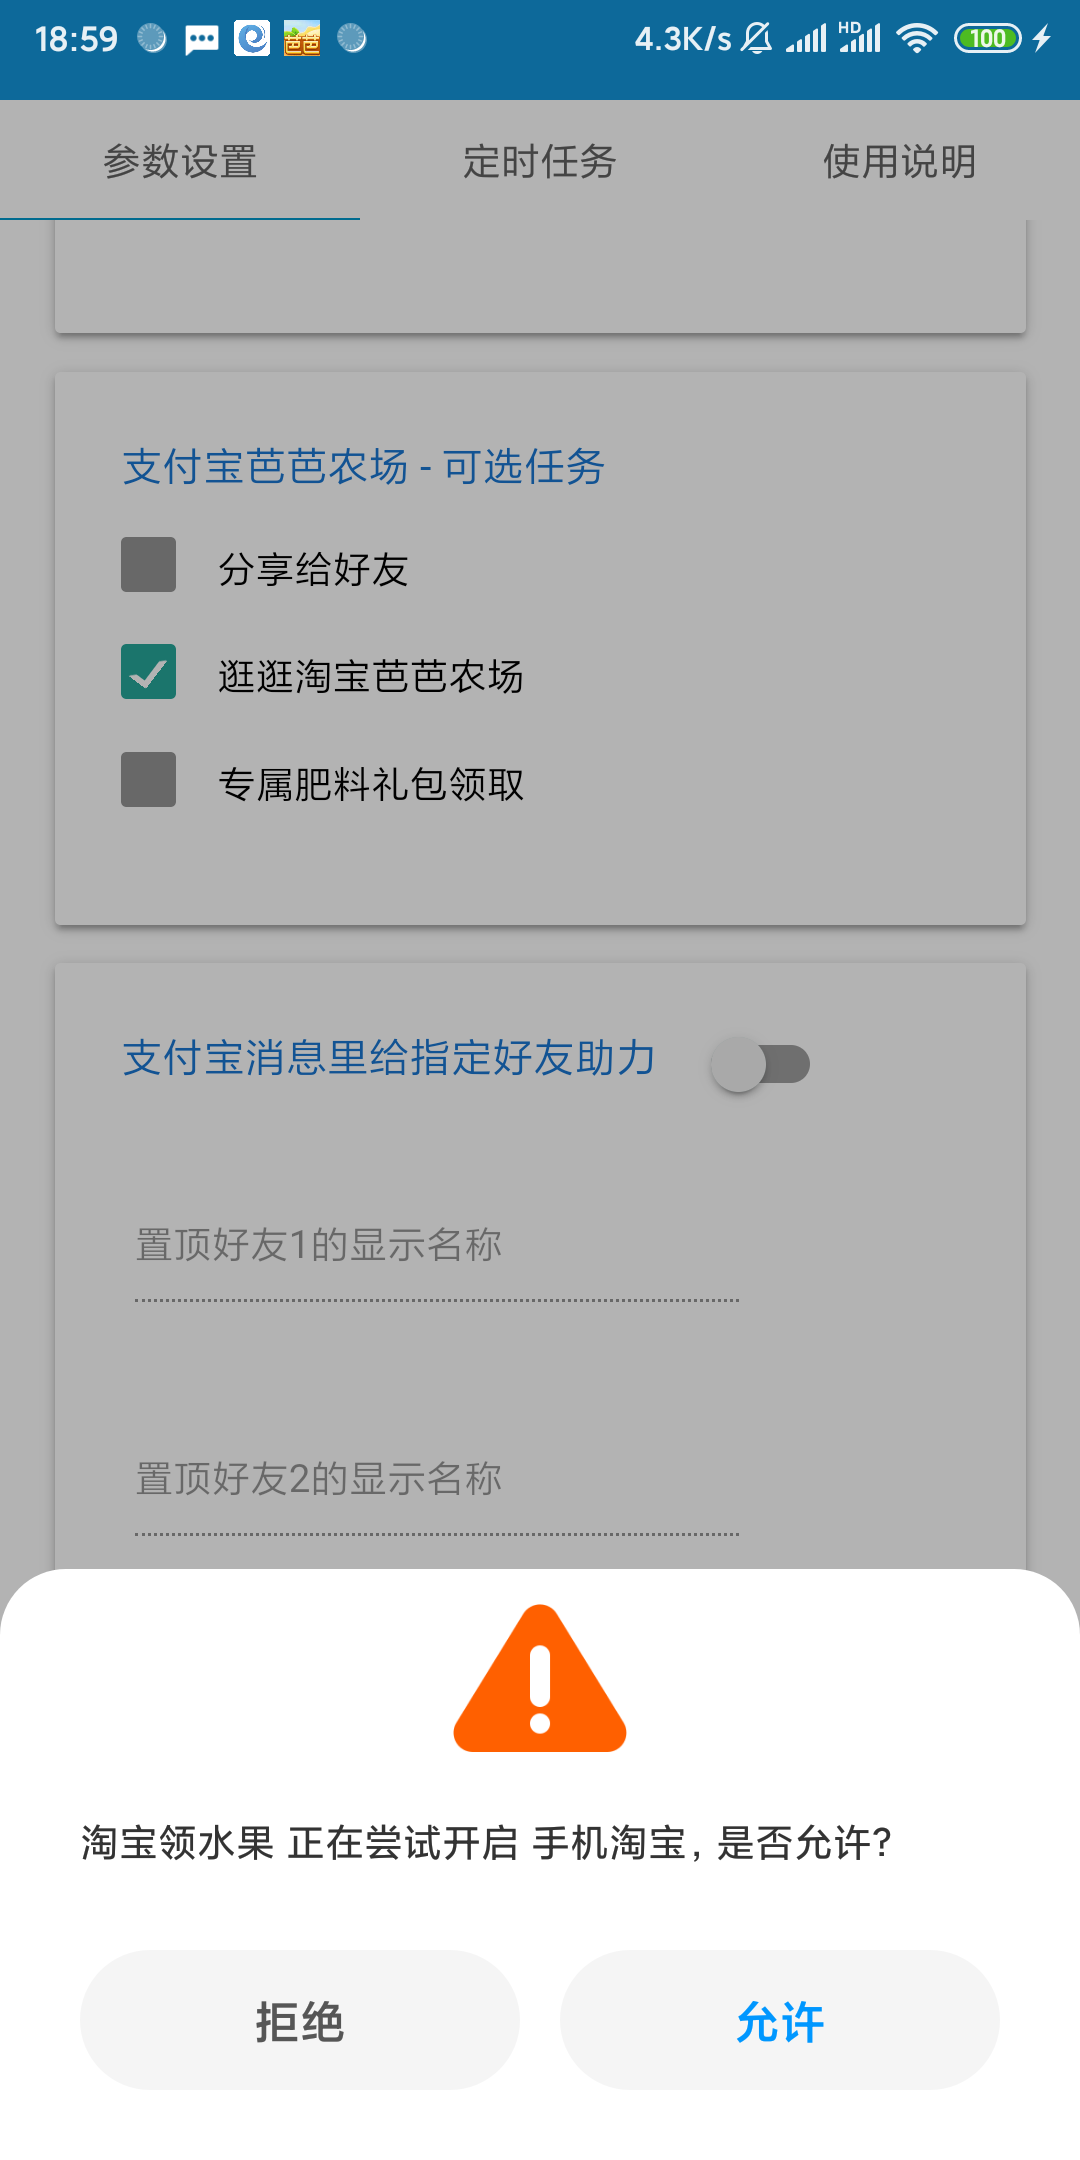 18:59
4.3K/s
HD
100
芭芭
参数设置
定时任务
使用说明
支付宝芭芭农场 - 可选任务
分享给好友
逛逛淘宝芭芭农场
专属肥料礼包领取
支付宝消息里给指定好友助力
置顶好友1的显示名称
置顶好友2的显示名称
淘宝领水果 正在尝试开启 手机淘宝, 是否允许?
拒绝
允许